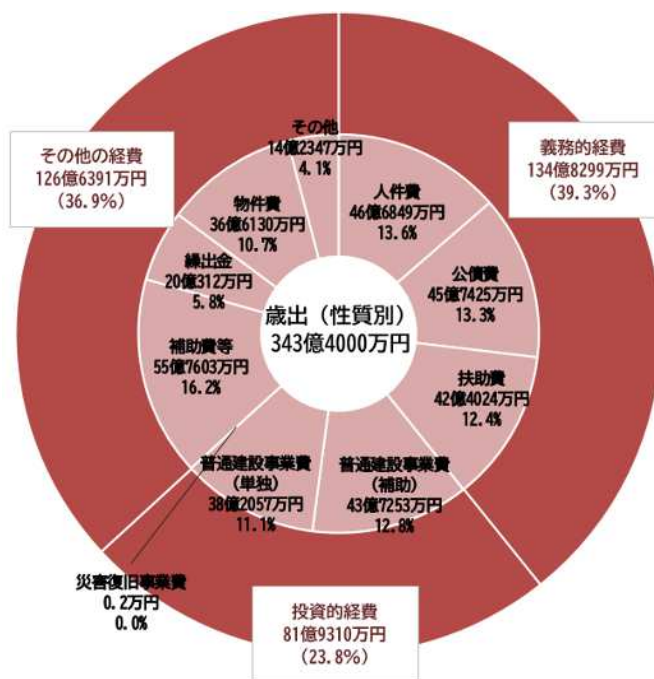 歳出（性質別）
343億4000万円
義務的経費
134億8299万円
(39.3%)
人件費
46億6849万円
13.6%
公債費
45億7425万円
13.3%
扶助費
42億4024万円
12.4%
投資的経費
81億9310万円
(23.8%)
普通建設事業費
(補助)
43億7253万円
12.8%
普通建設事業費
(単独)
38億2057万円
11.1%
災害復旧事業費
0.2万円
0.0%
その他の経費
126億6391万円
(36.9%)
補助費等
55億7603万円
16.2%
繰出金
20億312万円
5.8%
物件費
36億6130万円
10.7%
その他
14億2347万円
4.1%